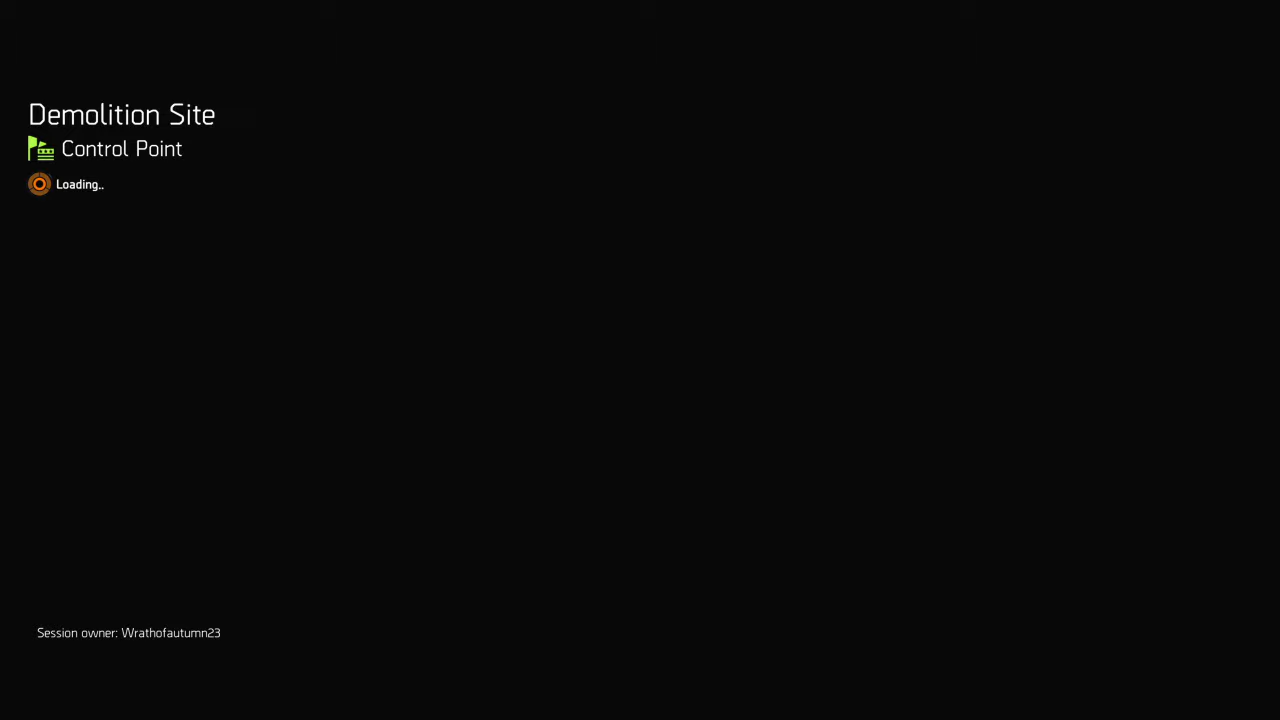 Demolition Site
Control Point
Loading..
Session owner: Wrathofautumn23